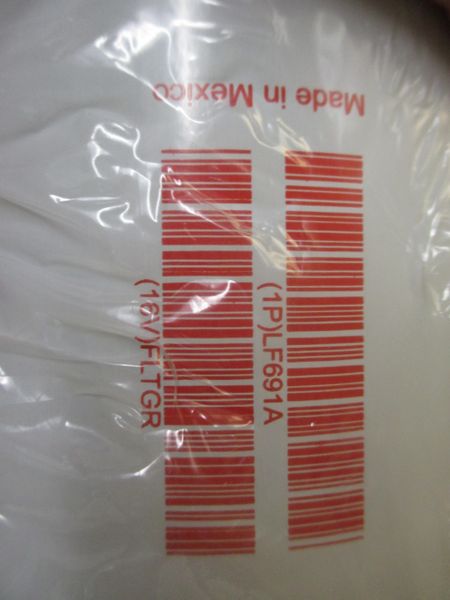 Made in Mexico
(1P)LF691A
(16V)FLTGR